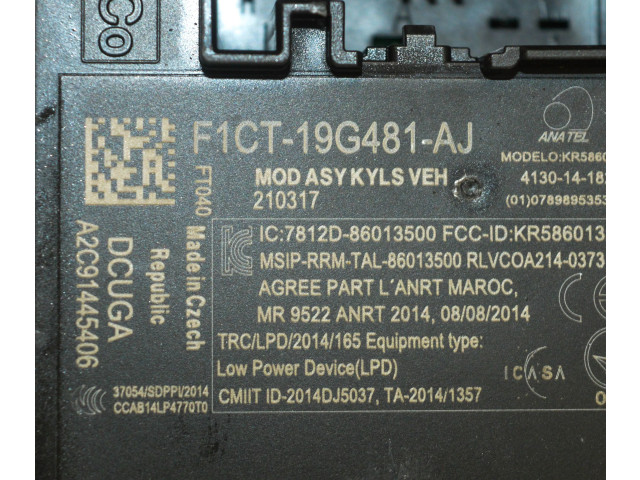 CO
F1CT-19G481-AJ
MOD ASY KYLS VEH
210317
FT040
Made in Czech
Republic
DCUGA
A2C91445406
ANATEL
MODELO:KR5860
4130-14-18
(01)0789895353
IC:7812D-86013500 FCC-ID:KR586013
MSIP-RRM-TAL-86013500 RLVCOA214-0373
AGREE PART L´ANRT MAROC,
MR 9522 ANRT 2014, 08/08/2014
TRC/LPD/2014/165 Equipment type:
Low Power Device(LPD)
CMIIT ID-2014DJ5037, TA-2014/1357
ICASA
37054/SDPPI/2014
CCAB14LP4770T0